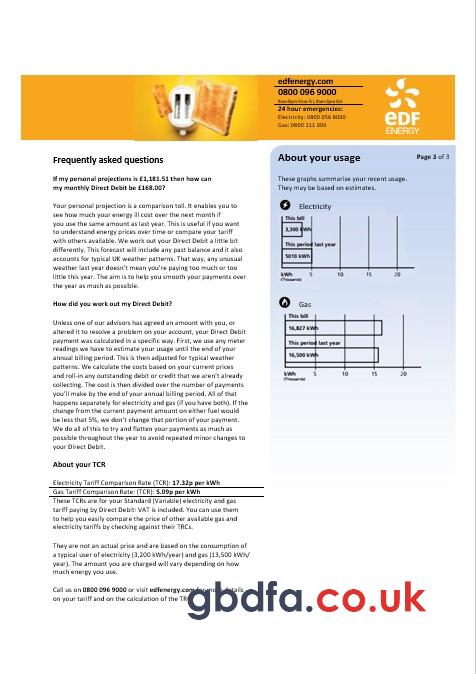 edfenergy.com
0800 096 9000
8am-8pm Mon-Fri, 8am-2pm Sat
24 hour emergencies:
Electricity: 0800 056 8090
Gas: 0800 111 999
eDF
ENERGY
Frequently asked questions
If my personal projections is £1,181.51 then how can
my monthly Direct Debit be £168.00?
Your personal projection is a comparison toll. It enables you to
see how much your energy ill cost over the next month if
you use the same amount as last year. This is useful if you want
to understand energy prices over time or compare your tariff
with others available. We work out your Direct Debit a little bit
differently. This forecast will include any past balance and it also
accounts for typical UK weather patterns. That way, any unusual
weather last year doesn't mean you're paying too much or too
little this year. The aim is to help you smooth your payments over
the year as much as possible.
How did you work out my Direct Debit?
Unless one of our advisors has agreed an amount with you, or
altered it to resolve a problem on your account, your Direct Debit
payment was calculated in a specific way. First, we use any meter
readings we have to estimate your usage until the end of your
annual billing period. This is then adjusted for typical weather
patterns. We calculate the costs based on your current prices
and roll-in any outstanding debit or credit that we aren't already
collecting. The cost is then divided over the number of payments
you'll make by the end of your annual billing period. All of that
happens separately for electricity and gas (if you have both). If the
change from the current payment amount on either fuel would
be less that 5%, we don't change that portion of your payment.
We do all of this to try and flatten your payments as much as
possible throughout the year to avoid repeated minor changes to
your Direct Debit.
About your TCR
Electricity Tariff Comparison Rate (TCR): 17.32p per kWh
Gas Tariff Comparison Rate: (TCR): 5.09p per kWh
These TCRs are for your Standard (Variable) electricity and gas
tariff paying by Direct Debit: VAT is included. You can use them
to help you easily compare the price of other available gas and
electricity tariffs by checking against their TRCs.
They are not an actual price and are based on the consumption of
a typical user of electricity (3,200 kWh/year) and gas (13,500 kWh/
year). The amount you are charged will vary depending on how
much energy you use.
Call us on 0800 096 9000 or visit edfenergy.com for more details
on your tariff and on the calculation of the TRC
About your usage
Page 3 of 3
These graphs summarise your recent usage.
They may be based on estimates.
Electricity
This bill
3,300 kWh
This period last year
5010 kWh
kWh 5 10 15 20
(Thousands)
Gas
This bill
16,827 kWh
This period last year
16,500 kWh
kWh 5 10 15 20
(Thousands)
gbdfa.co.uk